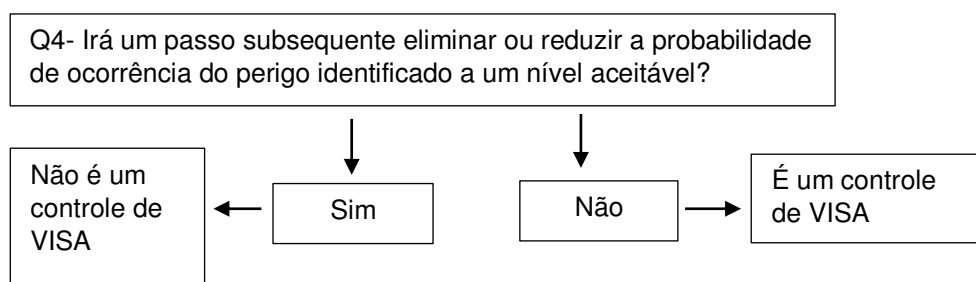 Q4- Irá um passo subsequente eliminar ou reduzir a probabilidade
de ocorrência do perigo identificado a um nível aceitável?
Não é um
controle de
VISA
Sim
Não
É um controle
de VISA